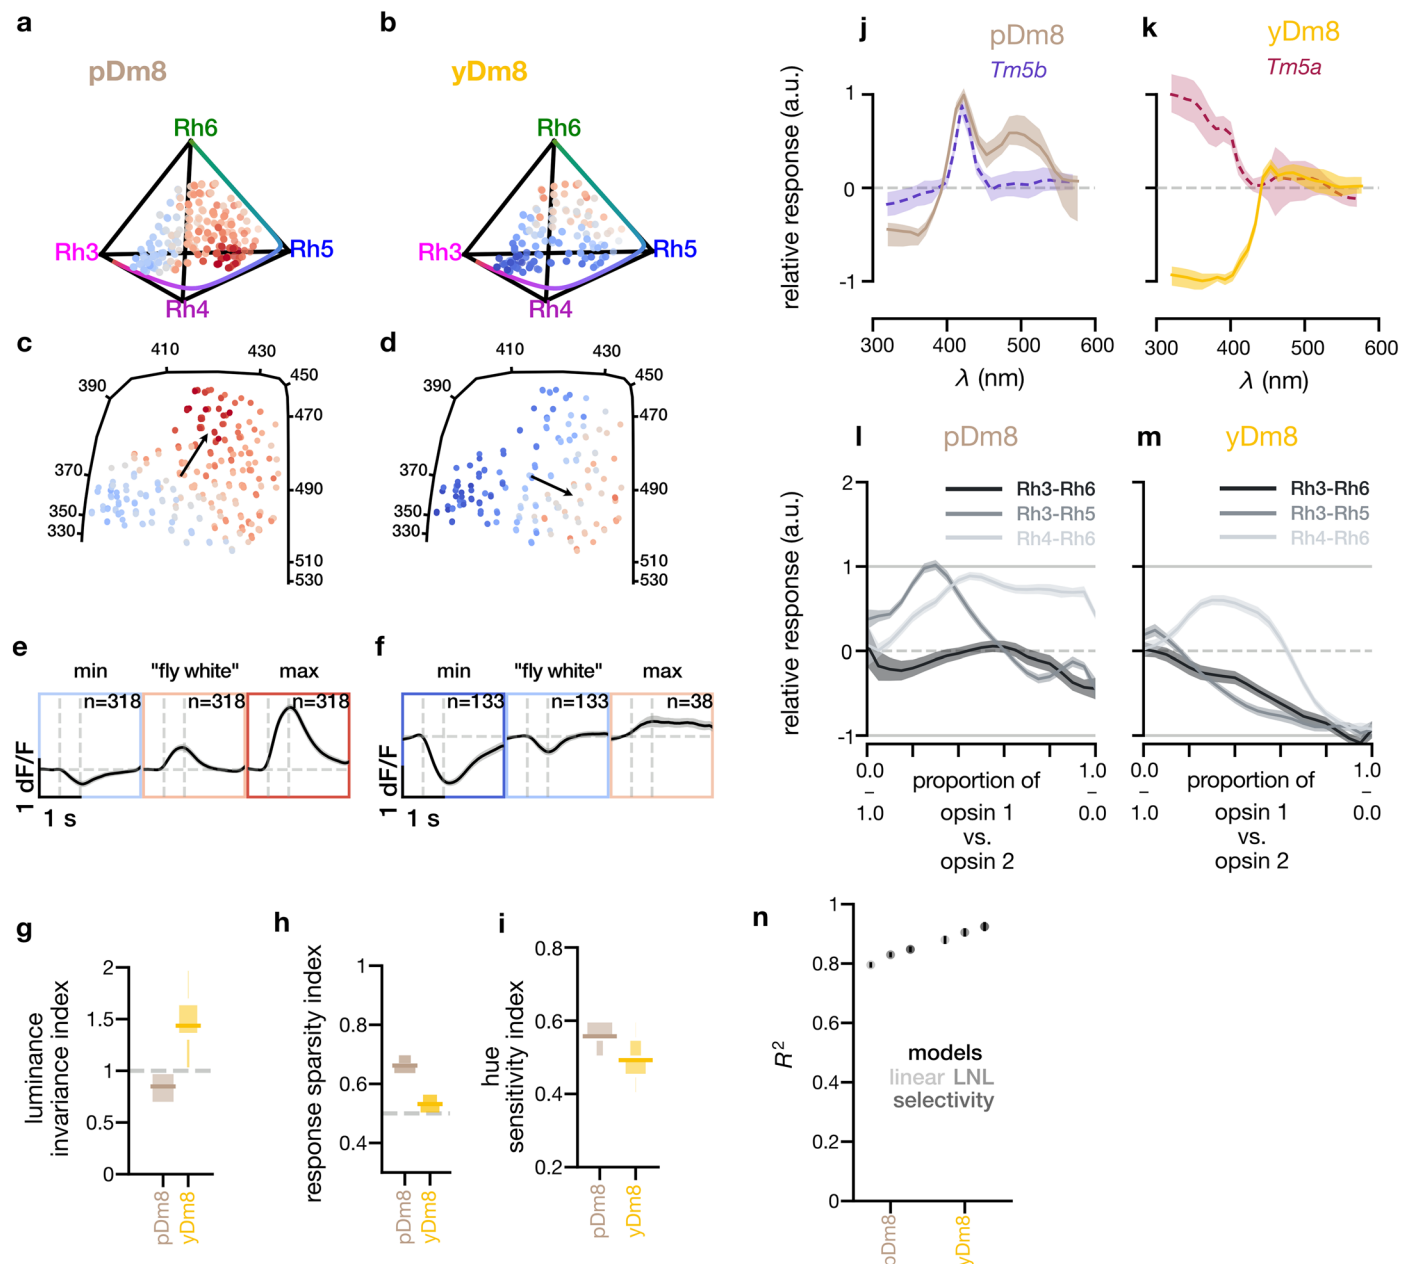 a
pDm8
Rh6
Rh3
Rh5
Rh4
b
yDm8
Rh6
Rh3
Rh5
Rh4
c
410
430
390
450
470
370
490
350
330
510
530
d
410
430
390
450
470
370
490
350
330
510
530
e
min
"fly white"
max
n=318
n=318
n=318
1 dF/F
1 s
f
min
"fly white"
max
n=133
n=133
n=38
1 dF/F
1 s
g
luminance
invariance index
2
1.5
1
0.5
0
pDm8
yDm8
h
response sparsity index
1
0.8
0.6
0.4
pDm8
yDm8
i
hue
sensitivity index
0.8
0.6
0.4
0.2
pDm8
yDm8
j
pDm8
Tm5b
relative response (a.u.)
1
0
-1
300
400
500
600
λ (nm)
k
yDm8
Tm5a
300
400
500
600
λ (nm)
l
pDm8
Rh3-Rh6
Rh3-Rh5
Rh4-Rh6
relative response (a.u.)
2
1
0
-1
0.0
–
1.0
proportion of
opsin 1
vs.
opsin 2
1.0
–
0.0
m
yDm8
Rh3-Rh6
Rh3-Rh5
Rh4-Rh6
0.0
–
1.0
proportion of
opsin 1
vs.
opsin 2
1.0
–
0.0
n
R²
1
0.8
0.6
0.4
0.2
0
models
linear LNL
selectivity
pDm8
yDm8